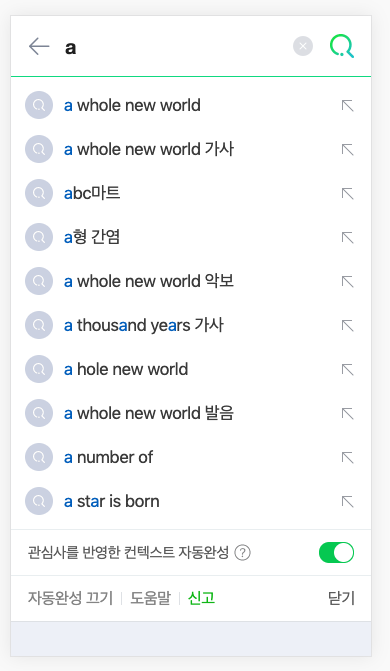 a
a whole new world
a whole new world 가사
abc마트
a형 간염
a whole new world 악보
a thousand years 가사
a hole new world
a whole new world 발음
a number of
a star is born
관심사를 반영한 컨텍스트 자동완성 ?
자동완성 끄기 도움말 신고 닫기